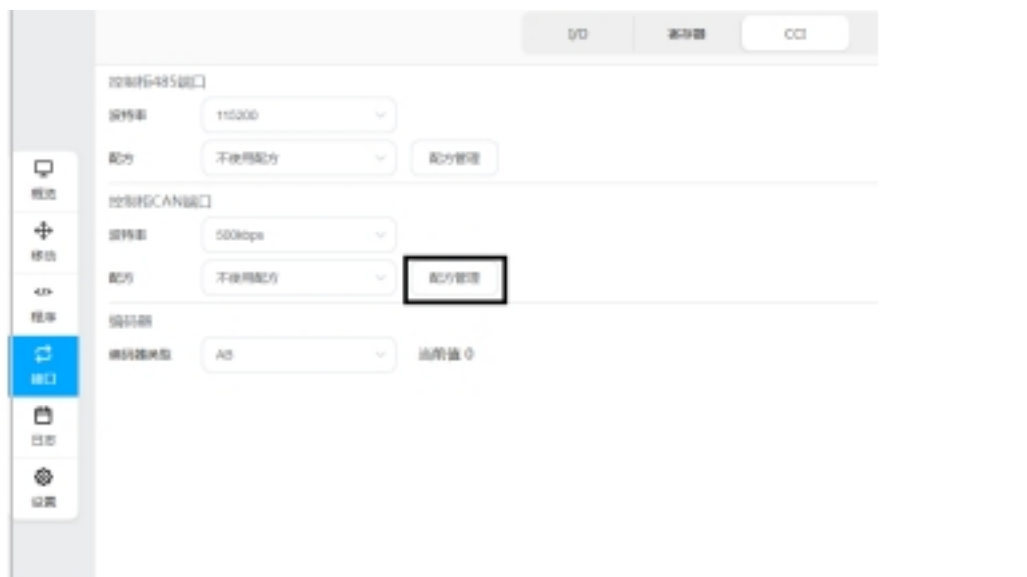 I/O
寄存器
CCI
控制柜485端口
波特率 115200
配方 不使用配方 配方管理
控制柜CAN端口
波特率 500kbps
配方 不使用配方 配方管理
编码器
编码器类型 AB 当前值 0
概览
移动
程序
端口
日志
设置